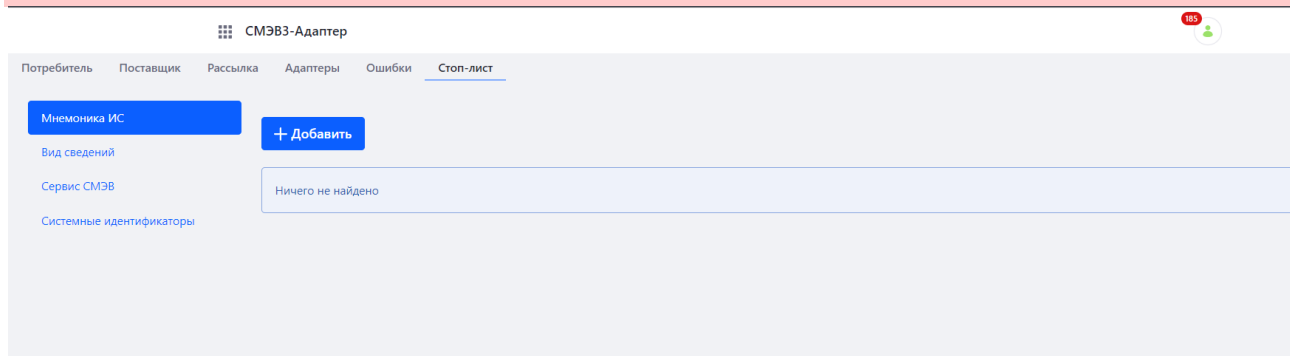 185
СМЭВ3-Адаптер
Потребитель Поставщик Рассылка Адаптеры Ошибки Стоп-лист
Мнемоника ИС
+ Добавить
Вид сведений
Сервис СМЭВ
Ничего не найдено
Системные идентификаторы